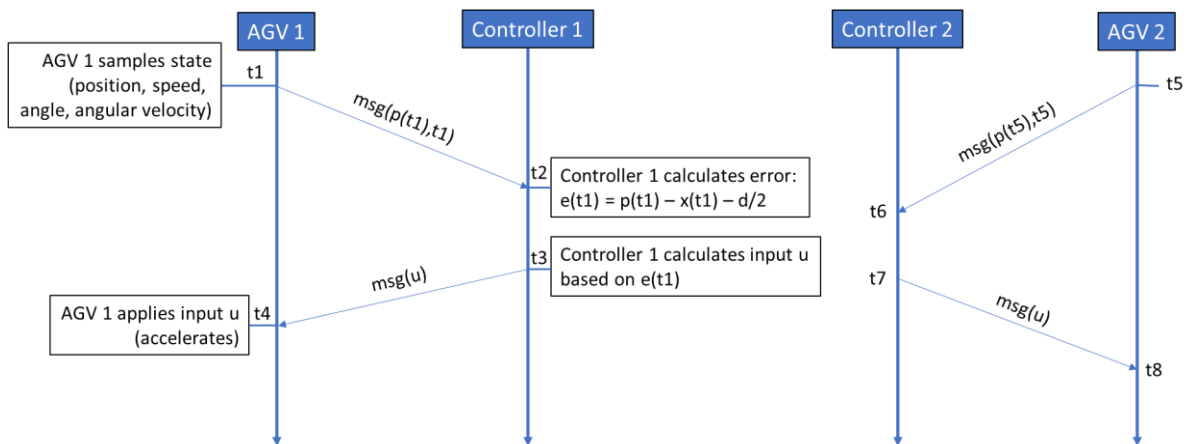 AGV 1
Controller 1
Controller 2
AGV 2
AGV 1 samples state
(position, speed,
angle, angular velocity)
t1
t5
msg(p(t1),t1)
msg(p(t5),t5)
t2
Controller 1 calculates error:
e(t1) = p(t1) – x(t1) – d/2
t6
t3
Controller 1 calculates input u
based on e(t1)
t7
msg(u)
msg(u)
AGV 1 applies input u
(accelerates)
t4
t8